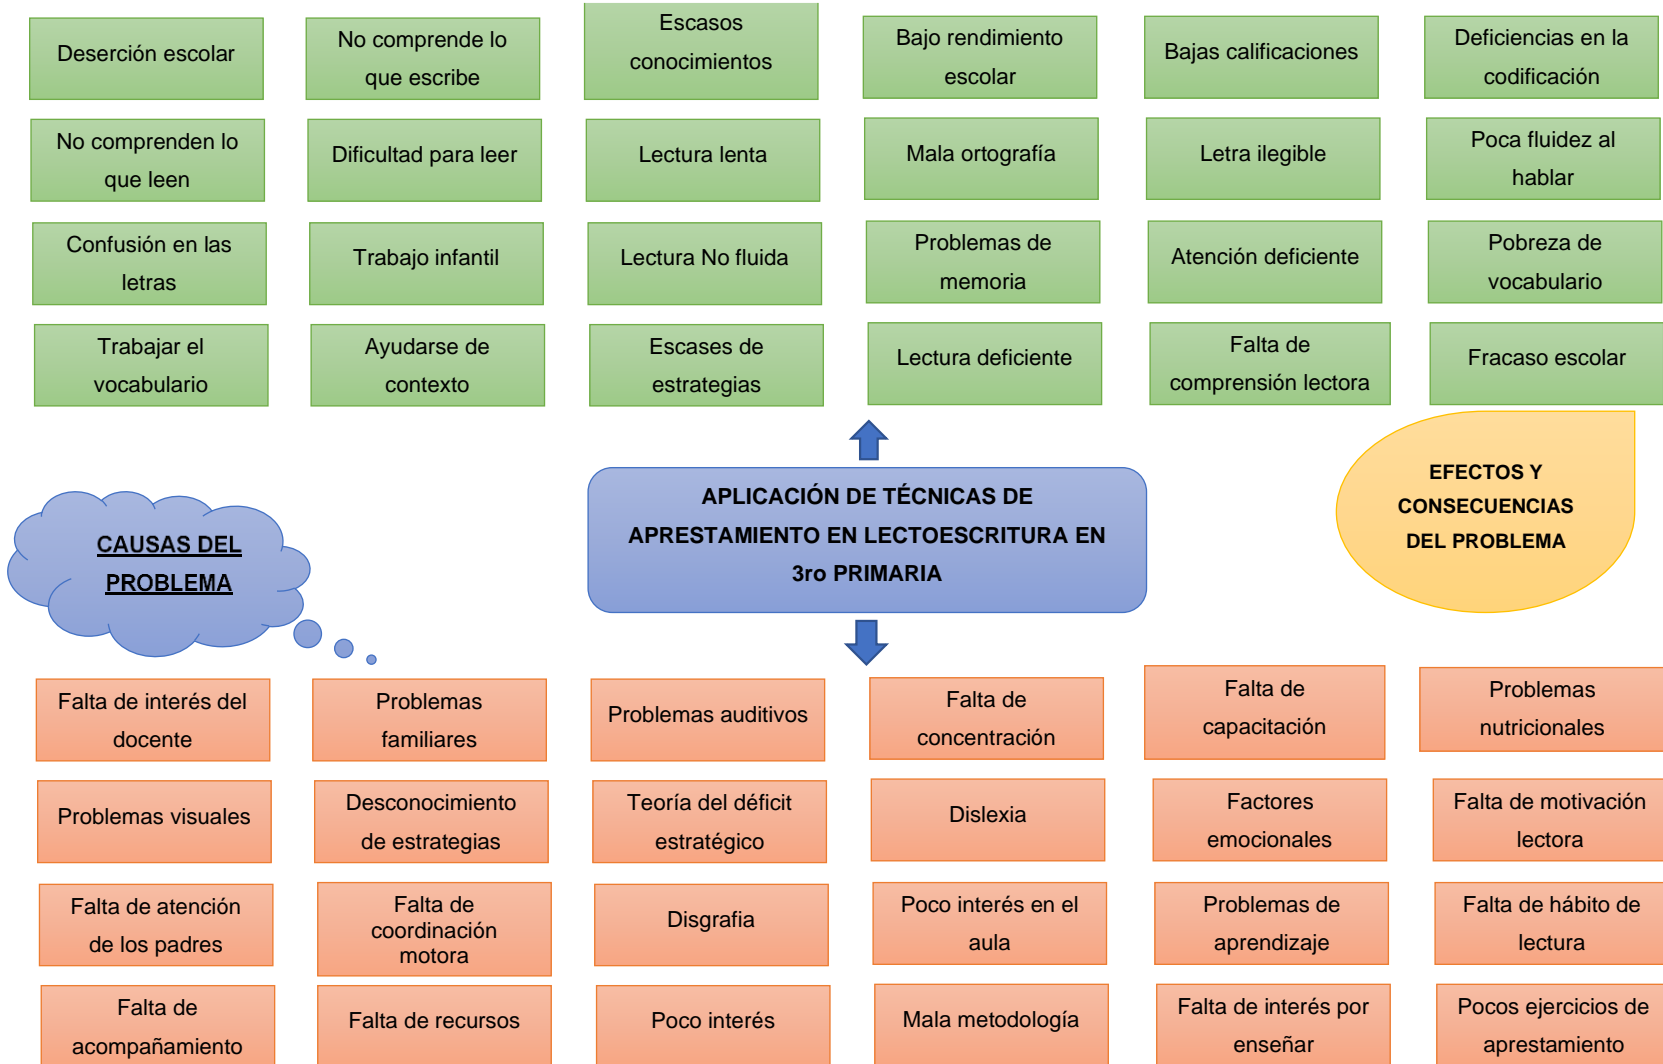 Deserción escolar
No comprende lo
que escribe
Escasos
conocimientos
Bajo rendimiento
escolar
Bajas calificaciones
Deficiencias en la
codificación
No comprenden lo
que leen
Dificultad para leer
Lectura lenta
Mala ortografía
Letra ilegible
Poca fluidez al
hablar
Confusión en las
letras
Trabajo infantil
Lectura No fluida
Problemas de
memoria
Atención deficiente
Pobreza de
vocabulario
Trabajar el
vocabulario
Ayudarse de
contexto
Escases de
estrategias
Lectura deficiente
Falta de
comprensión lectora
Fracaso escolar
CAUSAS DEL
PROBLEMA
APLICACIÓN DE TÉCNICAS DE
APRESTAMIENTO EN LECTOESCRITURA EN
3ro PRIMARIA
EFECTOS Y
CONSECUENCIAS
DEL PROBLEMA
Falta de interés del
docente
Problemas
familiares
Problemas auditivos
Falta de
concentración
Falta de
capacitación
Problemas
nutricionales
Problemas visuales
Desconocimiento
de estrategias
Teoría del déficit
estratégico
Dislexia
Factores
emocionales
Falta de motivación
lectora
Falta de atención
de los padres
Falta de
coordinación
motora
Disgrafia
Poco interés en el
aula
Problemas de
aprendizaje
Falta de hábito de
lectura
Falta de
acompañamiento
Falta de recursos
Poco interés
Mala metodología
Falta de interés por
enseñar
Pocos ejercicios de
aprestamiento